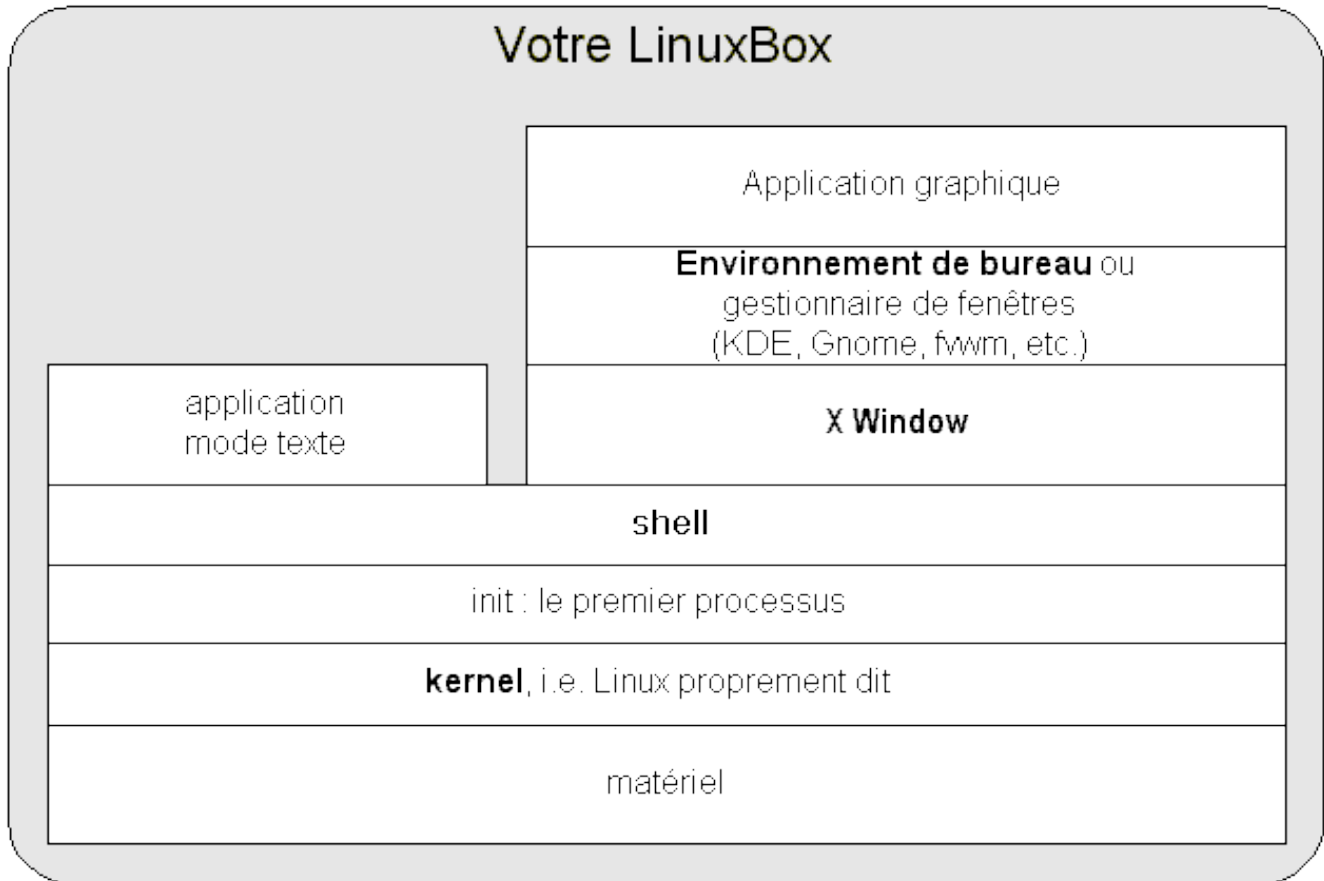 Votre LinuxBox
Application graphique
Environnement de bureau ou
gestionnaire de fenêtres
(KDE, Gnome, fvwm, etc.)
application
mode texte
X Window
shell
init : le premier processus
kernel, i.e. Linux proprement dit
matériel